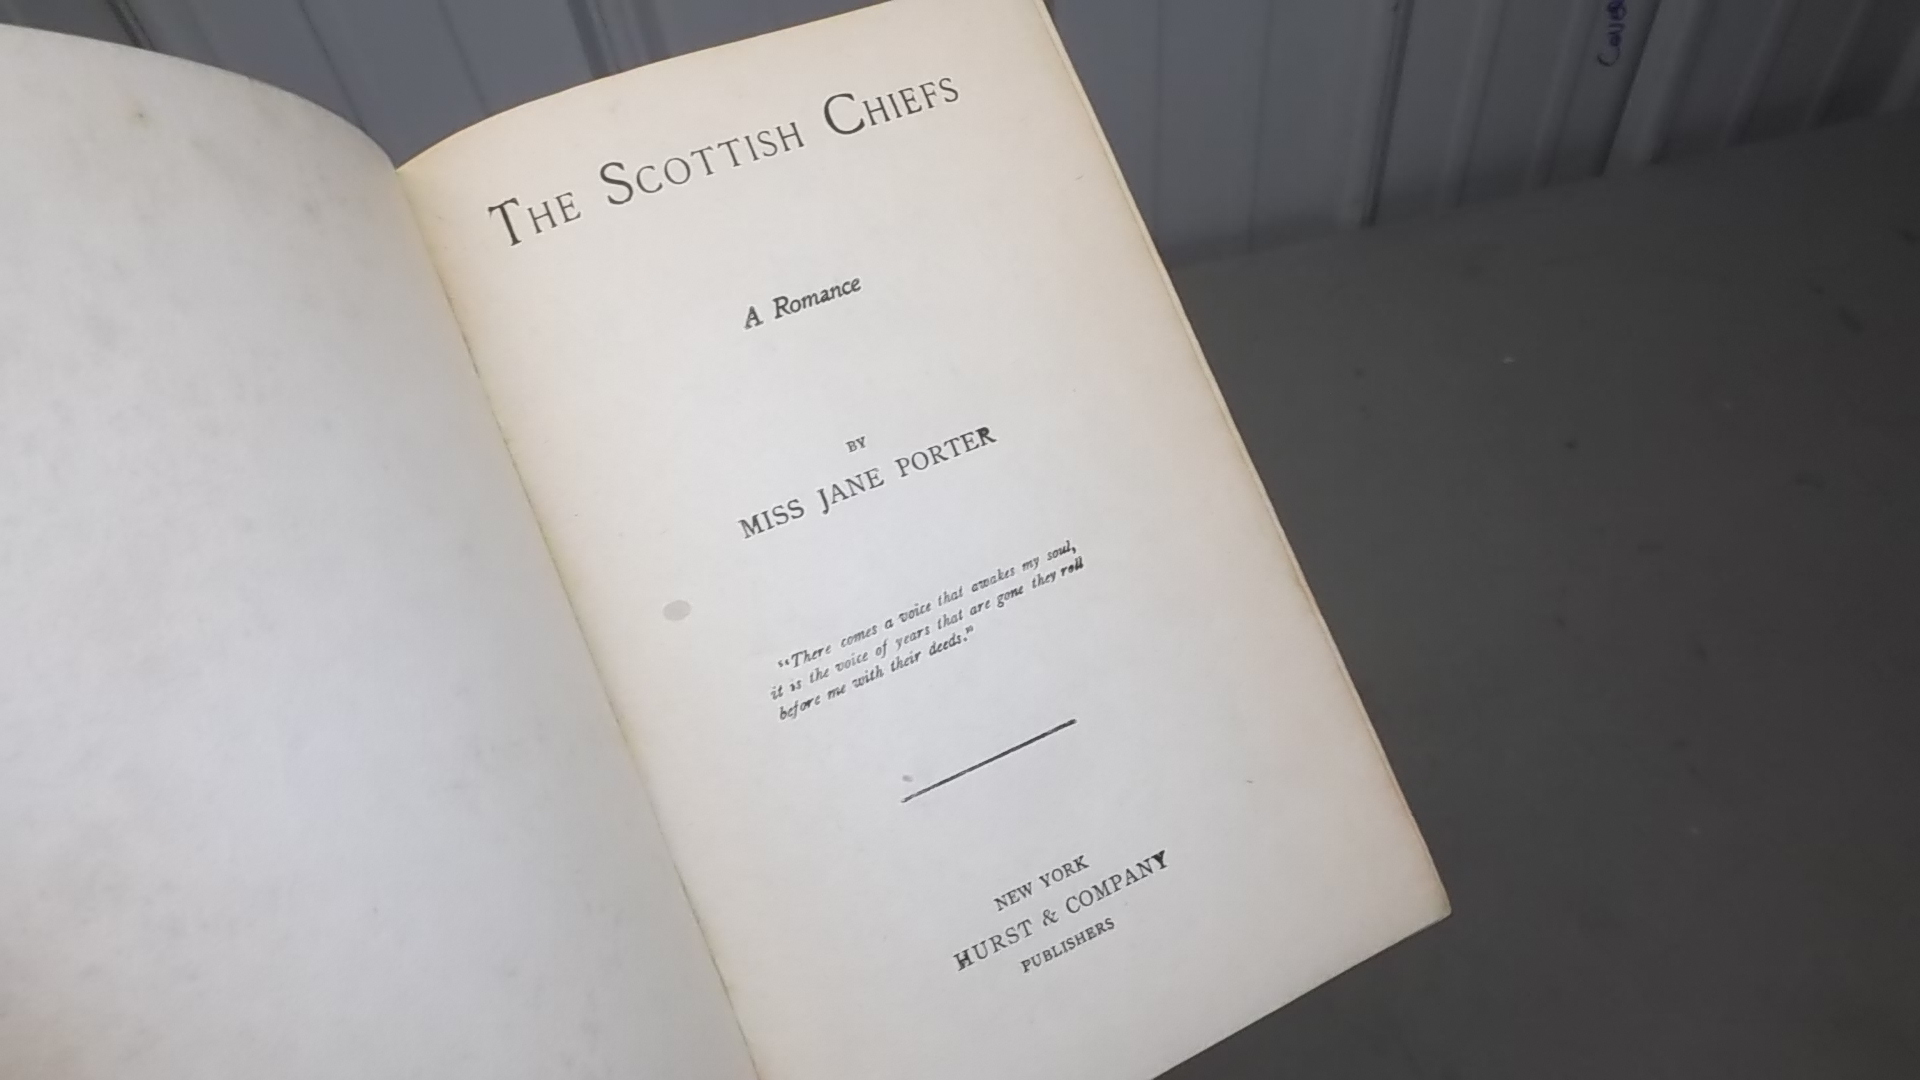 THE SCOTTISH CHIEFS
A Romance
BY
MISS JANE PORTER
"There comes a voice that awakes my soul,
it is the voice of years that are gone they roll
before me with their deeds."
NEW YORK
HURST & COMPANY
PUBLISHERS